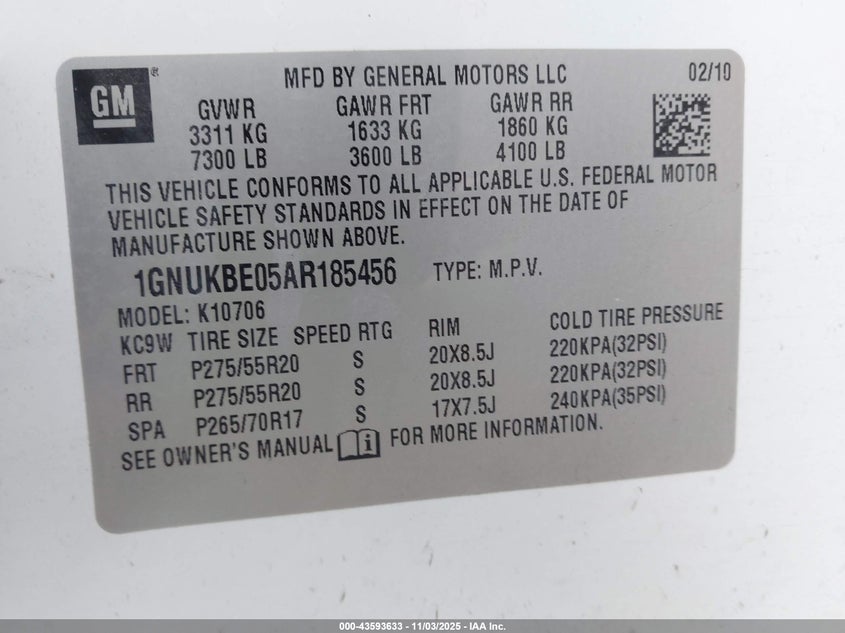 GM ® MFD BY GENERAL MOTORS LLC 02/10
GVWR GAWR FRT GAWR RR
3311 KG 1633 KG 1860 KG
7300 LB 3600 LB 4100 LB
THIS VEHICLE CONFORMS TO ALL APPLICABLE U.S. FEDERAL MOTOR
VEHICLE SAFETY STANDARDS IN EFFECT ON THE DATE OF
MANUFACTURE SHOWN ABOVE.
1GNUKBE05AR185456 TYPE: M.P.V.
MODEL: K10706
KC9W TIRE SIZE SPEED RTG RIM COLD TIRE PRESSURE
FRT P275/55R20 S 20X8.5J 220KPA(32PSI)
RR P275/55R20 S 20X8.5J 220KPA(32PSI)
SPA P265/70R17 S 17X7.5J 240KPA(35PSI)
SEE OWNER'S MANUAL i FOR MORE INFORMATION.
000-43593633 - 11/03/2025 - IAA Inc.